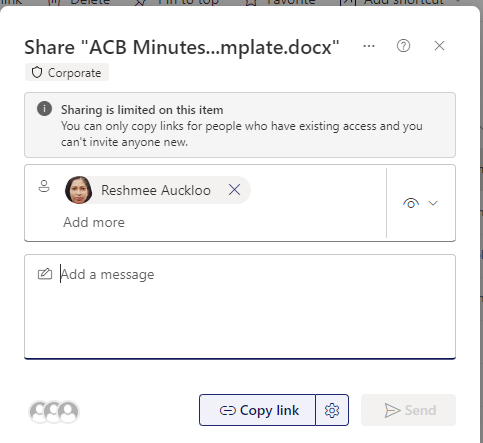 Link Delete Pin to top Favorite Add shortcut
Share "ACB Minutes...mplate.docx"
Corporate
Sharing is limited on this item
You can only copy links for people who have existing access and you
can't invite anyone new.
Reshmee Auckloo
Add more
Add a message
Copy link
Send